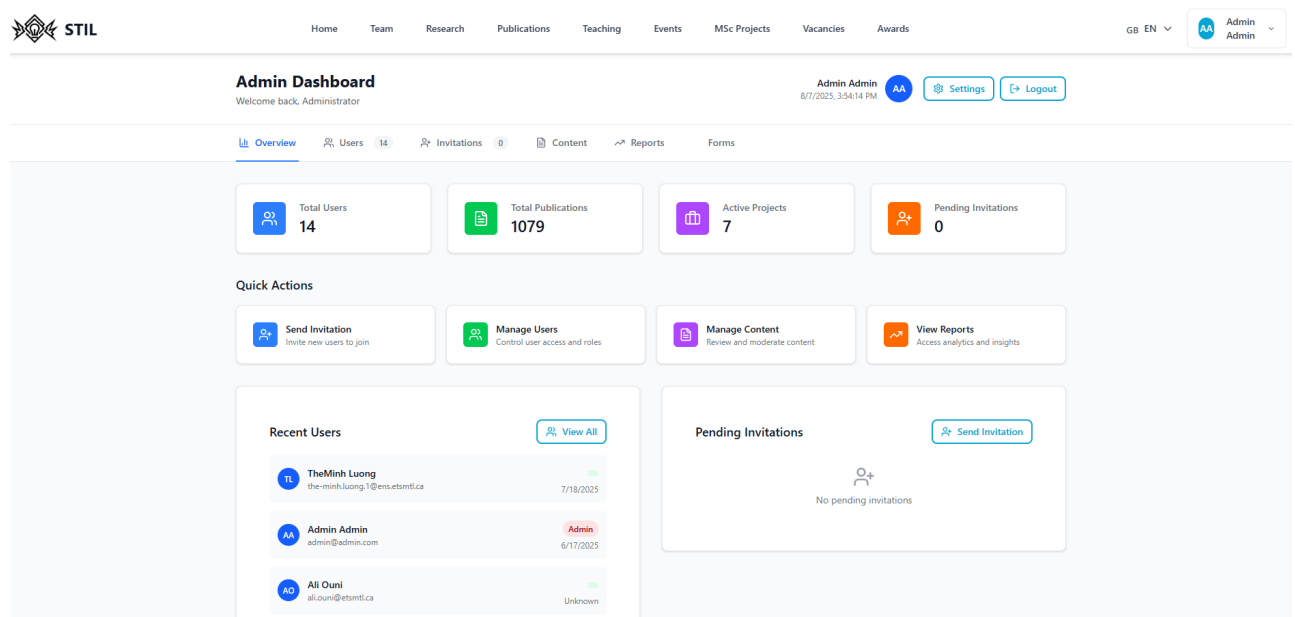 STIL
Home Team Research Publications Teaching Events MSc Projects Vacancies Awards
GB EN
AA
Admin
Admin
Admin Dashboard
Welcome back, Administrator
Admin Admin
8/7/2025, 3:54:14 PM
AA
Settings
Logout
Overview Users 14 Invitations 0 Content Reports Forms
Total Users
14
Total Publications
1079
Active Projects
7
Pending Invitations
0
Quick Actions
Send Invitation
Invite new users to join
Manage Users
Control user access and roles
Manage Content
Review and moderate content
View Reports
Access analytics and insights
Recent Users
View All
TL
TheMinh Luong
the-minh.luong.1@ens.etsmtl.ca
7/18/2025
AA
Admin Admin
admin@admin.com
Admin
6/17/2025
AO
Ali Ouni
ali.ouni@etsmtl.ca
Unknown
Pending Invitations
Send Invitation
No pending invitations